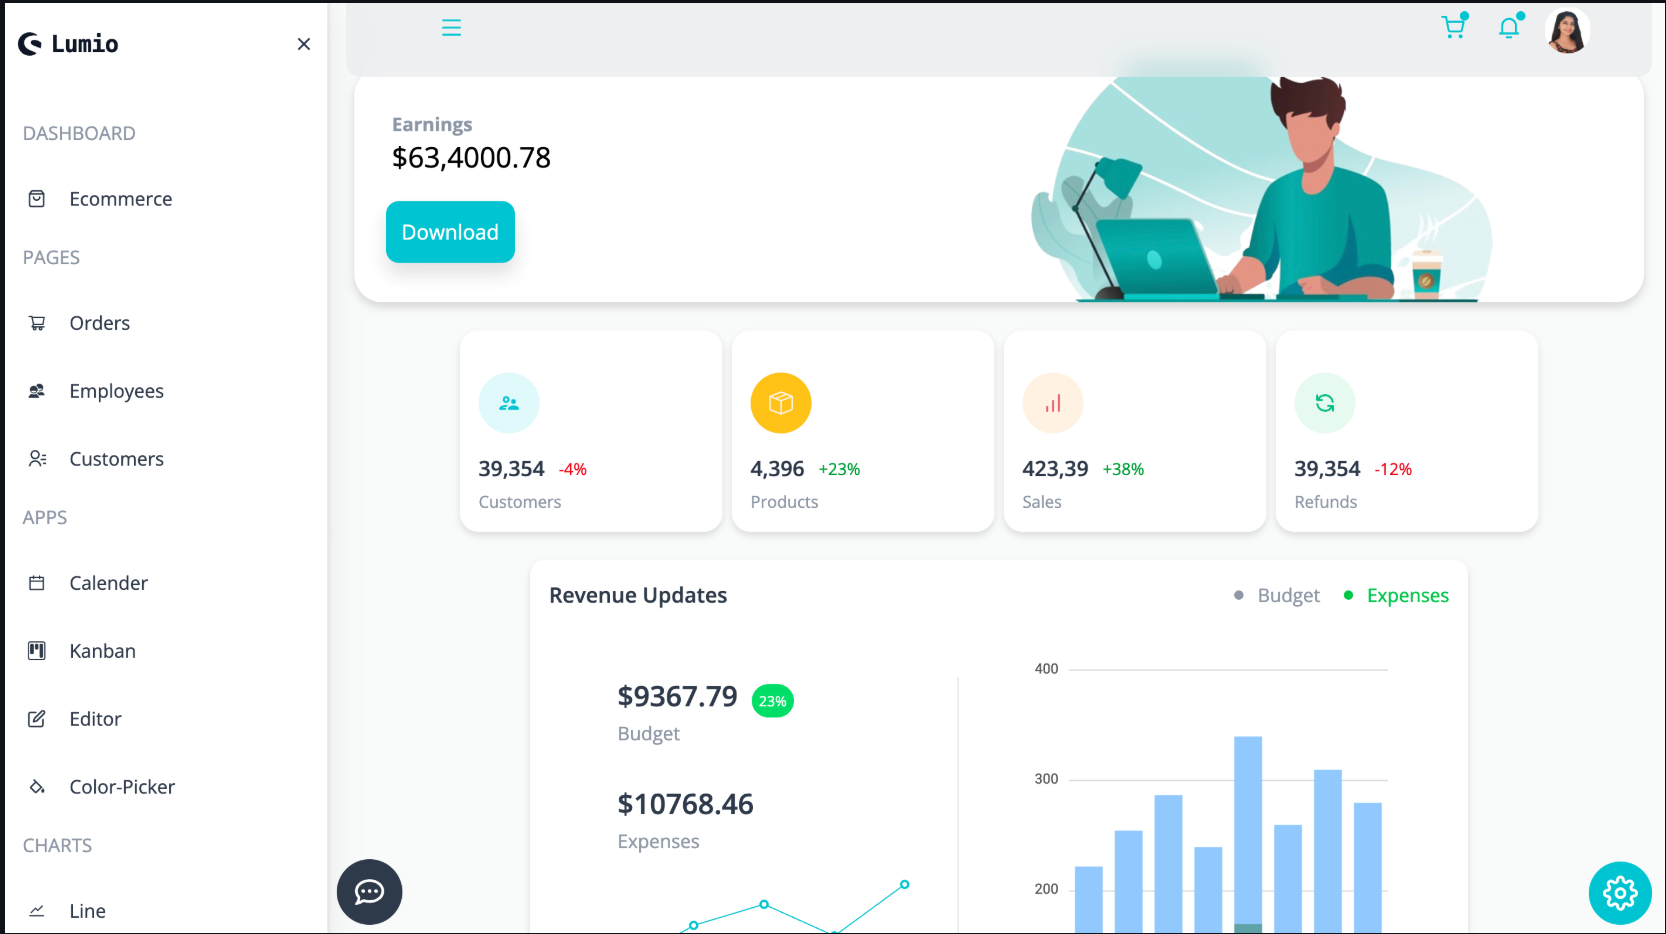 Lumio
DASHBOARD
Ecommerce
PAGES
Orders
Employees
Customers
APPS
Calender
Kanban
Editor
Color-Picker
CHARTS
Line
Earnings
$63,4000.78
Download
39,354 -4%
Customers
4,396 +23%
Products
423,39 +38%
Sales
39,354 -12%
Refunds
Revenue Updates
Budget Expenses
$9367.79 23%
Budget
$10768.46
Expenses
400
300
200